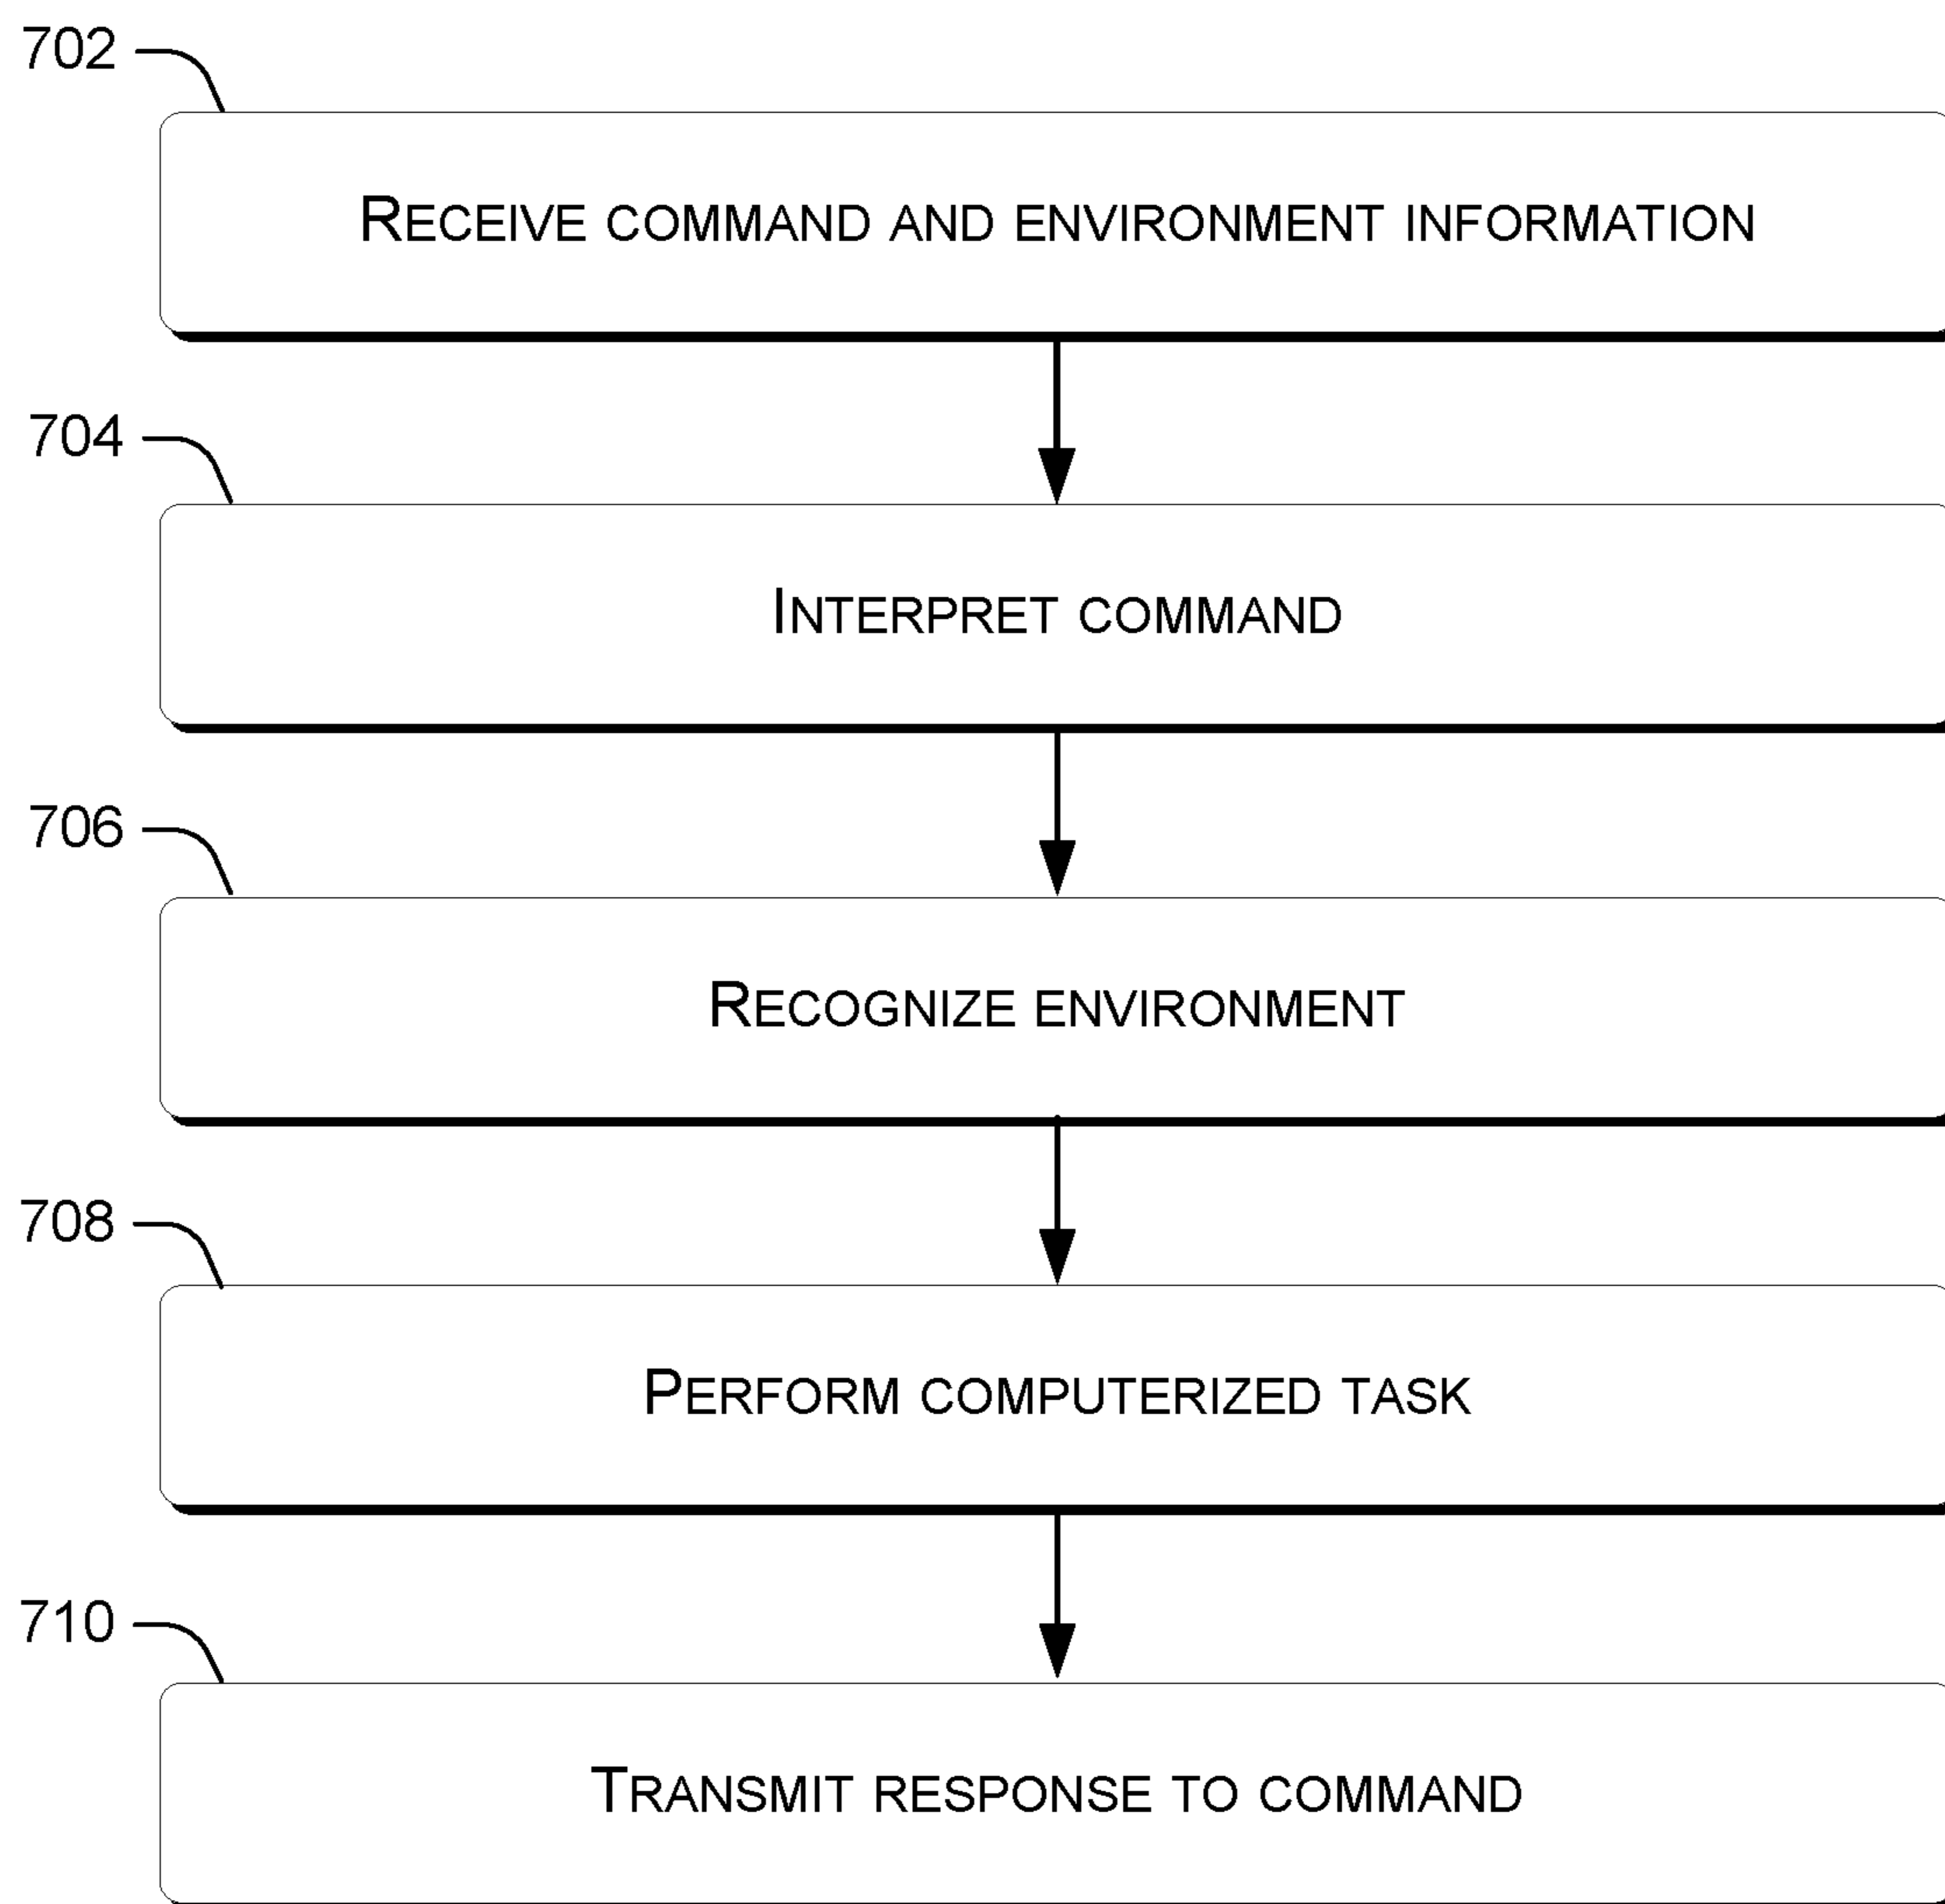 702
RECEIVE COMMAND AND ENVIRONMENT INFORMATION
704
INTERPRET COMMAND
706
RECOGNIZE ENVIRONMENT
708
PERFORM COMPUTERIZED TASK
710
TRANSMIT RESPONSE TO COMMAND